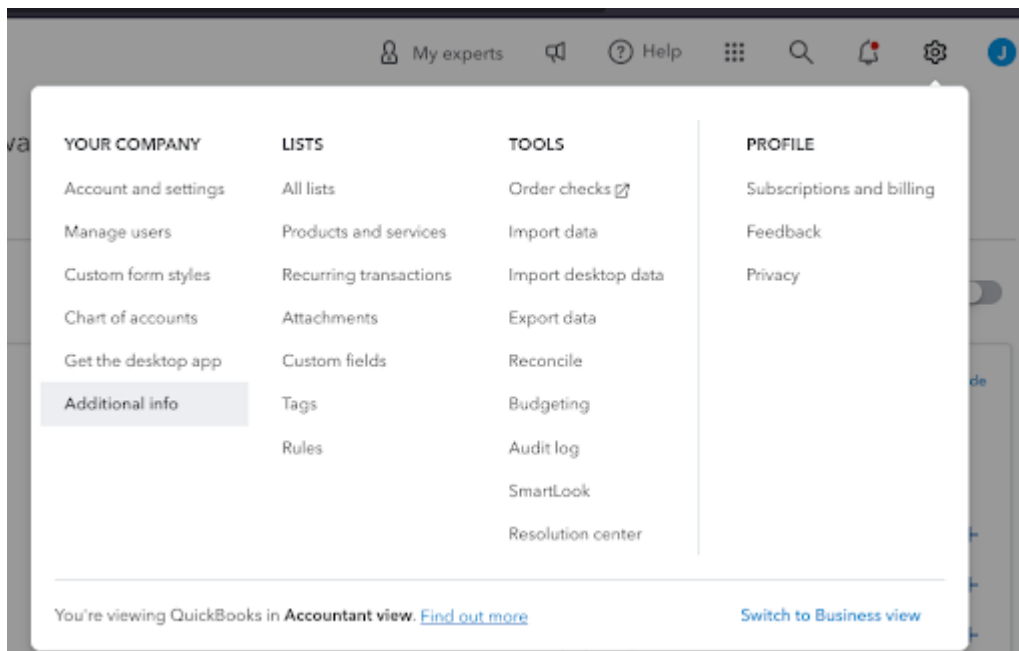 My experts
Help
J
va
YOUR COMPANY
Account and settings
Manage users
Custom form styles
Chart of accounts
Get the desktop app
Additional info
LISTS
All lists
Products and services
Recurring transactions
Attachments
Custom fields
Tags
Rules
TOOLS
Order checks
Import data
Import desktop data
Export data
Reconcile
Budgeting
Audit log
SmartLook
Resolution center
PROFILE
Subscriptions and billing
Feedback
Privacy
de
You're viewing QuickBooks in Accountant view. Find out more
Switch to Business view